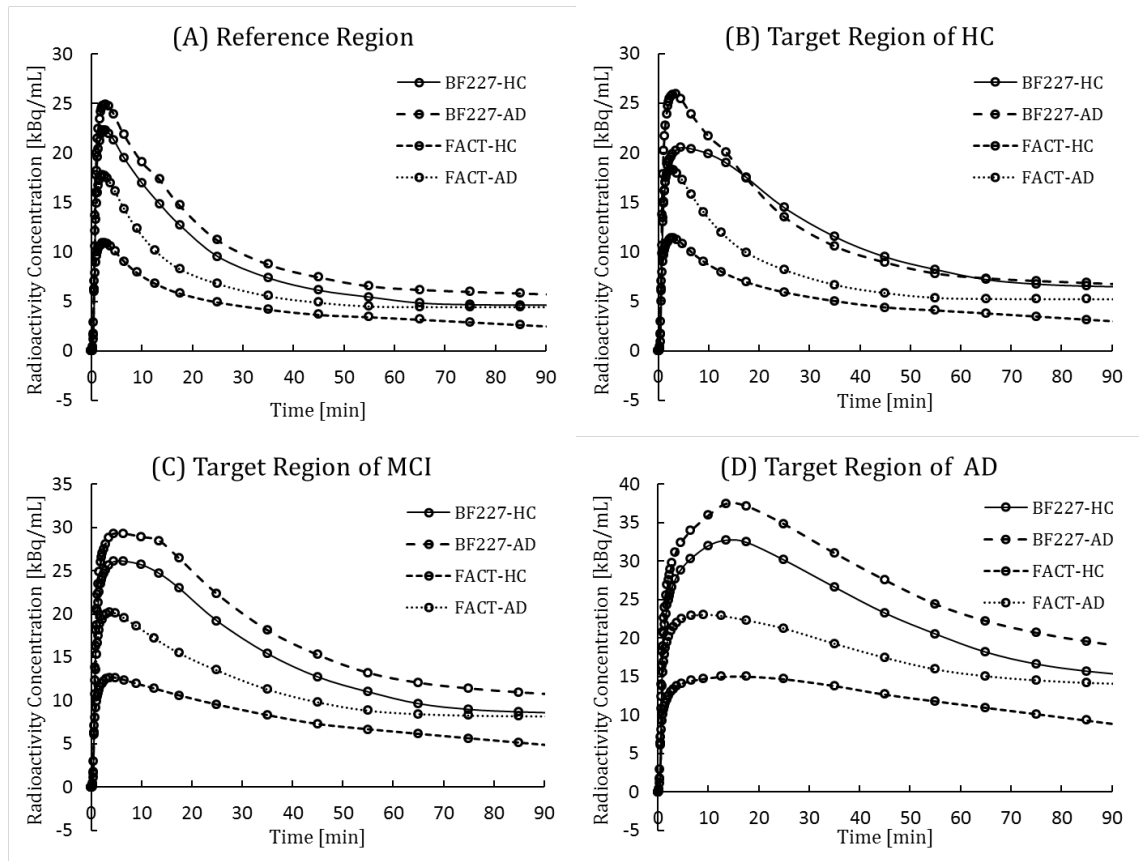 (A) Reference Region
Radioactivity Concentration [kBq/mL]
30
25
20
15
10
5
0
-5
0 10 20 30 40 50 60 70 80 90
Time [min]
BF227-HC
BF227-AD
FACT-HC
FACT-AD
(B) Target Region of HC
Radioactivity Concentration [kBq/mL]
30
25
20
15
10
5
0
-5
0 10 20 30 40 50 60 70 80 90
Time [min]
BF227-HC
BF227-AD
FACT-HC
FACT-AD
(C) Target Region of MCI
Radioactivity Concentration [kBq/mL]
35
30
25
20
15
10
5
0
-5
0 10 20 30 40 50 60 70 80 90
Time [min]
BF227-HC
BF227-AD
FACT-HC
FACT-AD
(D) Target Region of AD
Radioactivity Concentration [kBq/mL]
40
35
30
25
20
15
10
5
0
-5
0 10 20 30 40 50 60 70 80 90
Time [min]
BF227-HC
BF227-AD
FACT-HC
FACT-AD